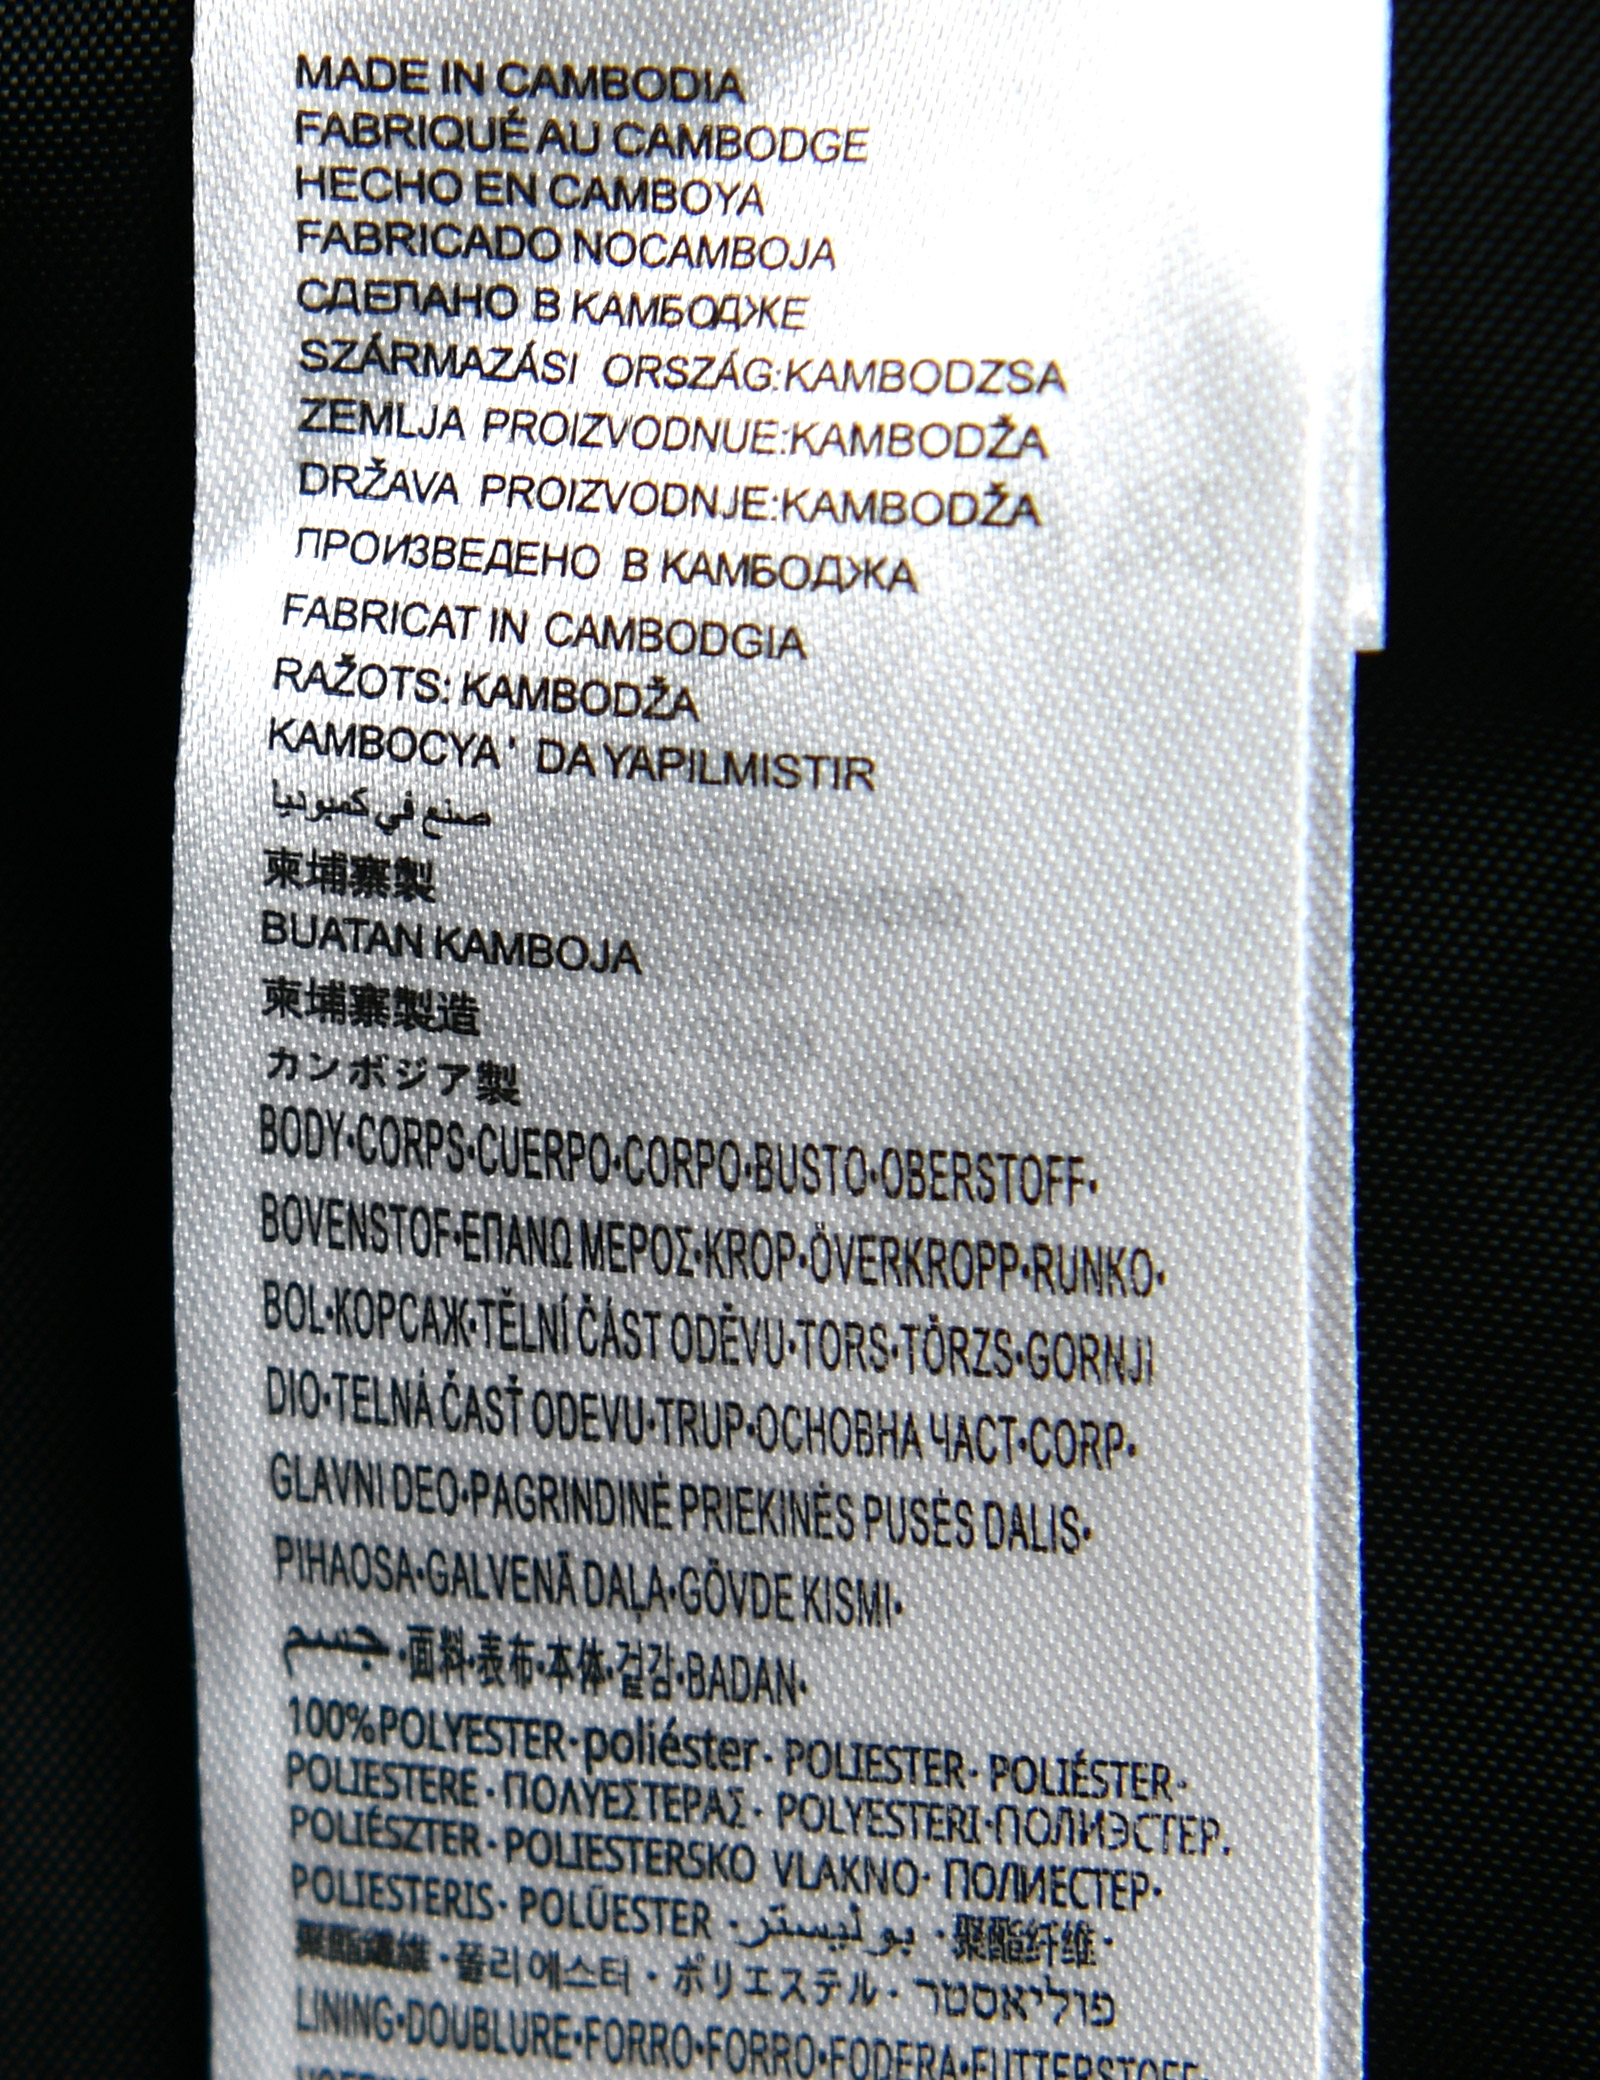 MADE IN CAMBODIA
FABRIQUÉ AU CAMBODGE
HECHO EN CAMBOYA
FABRICADO NOCAMBOJA
СДЕЛАНО В КАМБОДЖЕ
SZÁRMAZÁSI ORSZÁG:KAMBODZSA
ZEMLJA PROIZVODNUE:KAMBODŽA
DRŽAVA PROIZVODNJE:KAMBODŽA
ПРОИЗВЕДЕНО В КАМБОДЖА
FABRICAT IN CAMBODGIA
RAŽOTS: KAMBODŽA
KAMBOCYA' DA YAPILMISTIR
صنع في كمبوديا
柬埔寨製
BUATAN KAMBOJA
柬埔寨製造
カンボジア製
BODY•CORPS•CUERPO•CORPO•BUSTO•OBERSTOFF•
BOVENSTOF•ΕΠΑΝΩ ΜΕΡΟΣ•KROP•ÖVERKROPP•RUNKO•
BOL•КОРСАЖ•TĚLNÍ ČÁST ODĚVU•TORS•TÖRZS•GORNJI
DIO•TELNÁ ČASŤ ODEVU•TRUP•ОСНОВНА ЧАСТ•CORP•
GLAVNI DEO•PAGRINDINĖ PRIEKINĖS PUSĖS DALIS•
PIHAOSA•GALVENĀ DAĻA•GÖVDE KISMI•
جسم•面料•表布•本体•겉감•BADAN•
100%POLYESTER•poliéster• POLIESTER• POLIÉSTER•
POLIESTERE•ΠΟΛΥΕΣΤΕΡΑΣ• POLYESTERI•ПОЛИЭСТЕР.
POLIÉSZTER•POLIESTERSKO VLAKNO• ПОЛИЕСТЕР•
POLIESTERIS•POLÜESTER •بوليستر•聚酯纤维•
聚酯纖維•폴리에스터•ポリエステル•פוליאסטר
LINING•DOUBLURE•FORRO•FORRO•FODERA•FUTTERSTOFF